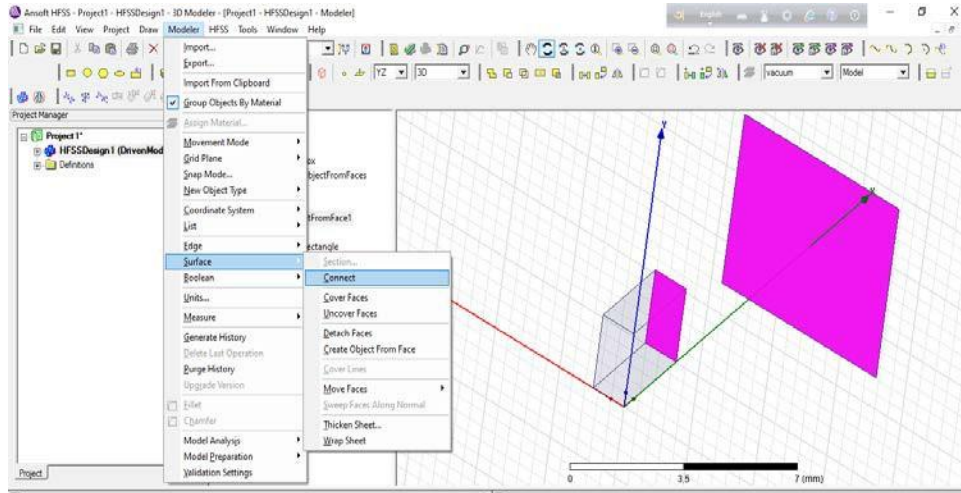 Ansoft HFSS - Project1 - HFSSDesign1 - 3D Modeler - [Project1 - HFSSDesign1 - Modeler]
File Edit View Project Draw Modeler HFSS Tools Window Help
YZ 3D vacuum Model
Project Manager
Project1*
HFSSDesign1 (DrivenMod
Definitions
Project
Import...
Export...
Import From Clipboard
Group Objects By Material
Assign Material...
Movement Mode
Grid Plane
Snap Mode...
New Object Type
Coordinate System
List
Edge
Surface
Boolean
Units...
Measure
Generate History
Delete Last Operation
Purge History
Upgrade Version
Fillet
Chamfer
Model Analysis
Model Preparation
Validation Settings
ox
bjectFromFaces
tFromFace1
ectangle
Section...
Connect
Cover Faces
Uncover Faces
Detach Faces
Create Object From Face
Cover Lines
Move Faces
Sweep Faces Along Normal
Thicken Sheet...
Wrap Sheet
0 3.5 7 (mm)